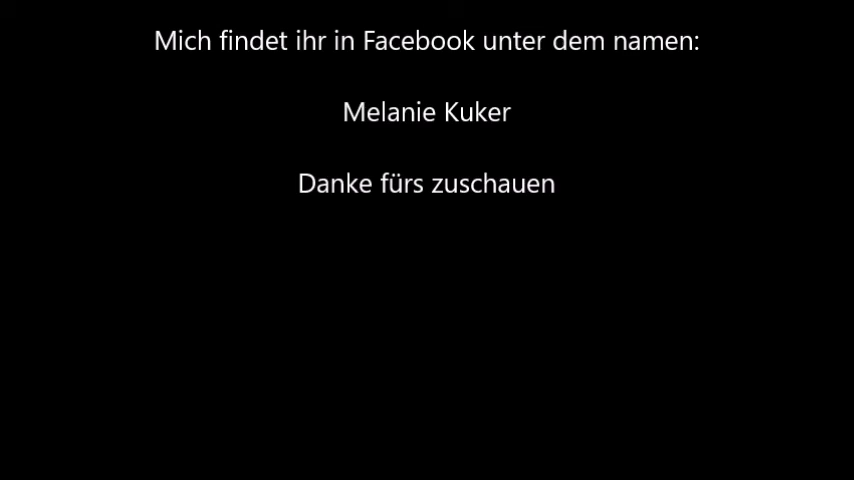 Mich findet ihr in Facebook unter dem namen:
Melanie Kuker
Danke fürs zuschauen